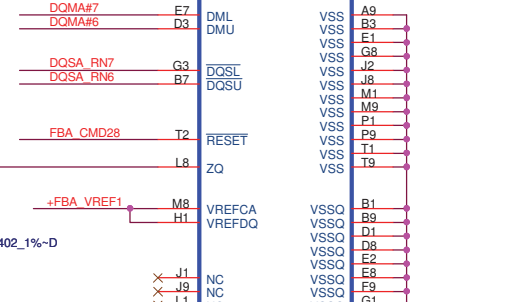 DQMA#7 E7 DML VSS A9
DQMA#6 D3 DMU VSS B3
VSS E1
VSS G8
DQSA_RN7 G3 DQSL VSS J2
DQSA_RN6 B7 DQSU VSS J8
VSS M1
VSS M9
VSS P1
FBA_CMD28 T2 RESET VSS P9
VSS T1
L8 ZQ VSS T9
+FBA_VREF1 M8 VREFCA VSSQ B1
H1 VREFDQ VSSQ B9
VSSQ D1
402_1%~D VSSQ D8
VSSQ E2
J1 NC VSSQ E8
J9 NC VSSQ F9
L1 G1